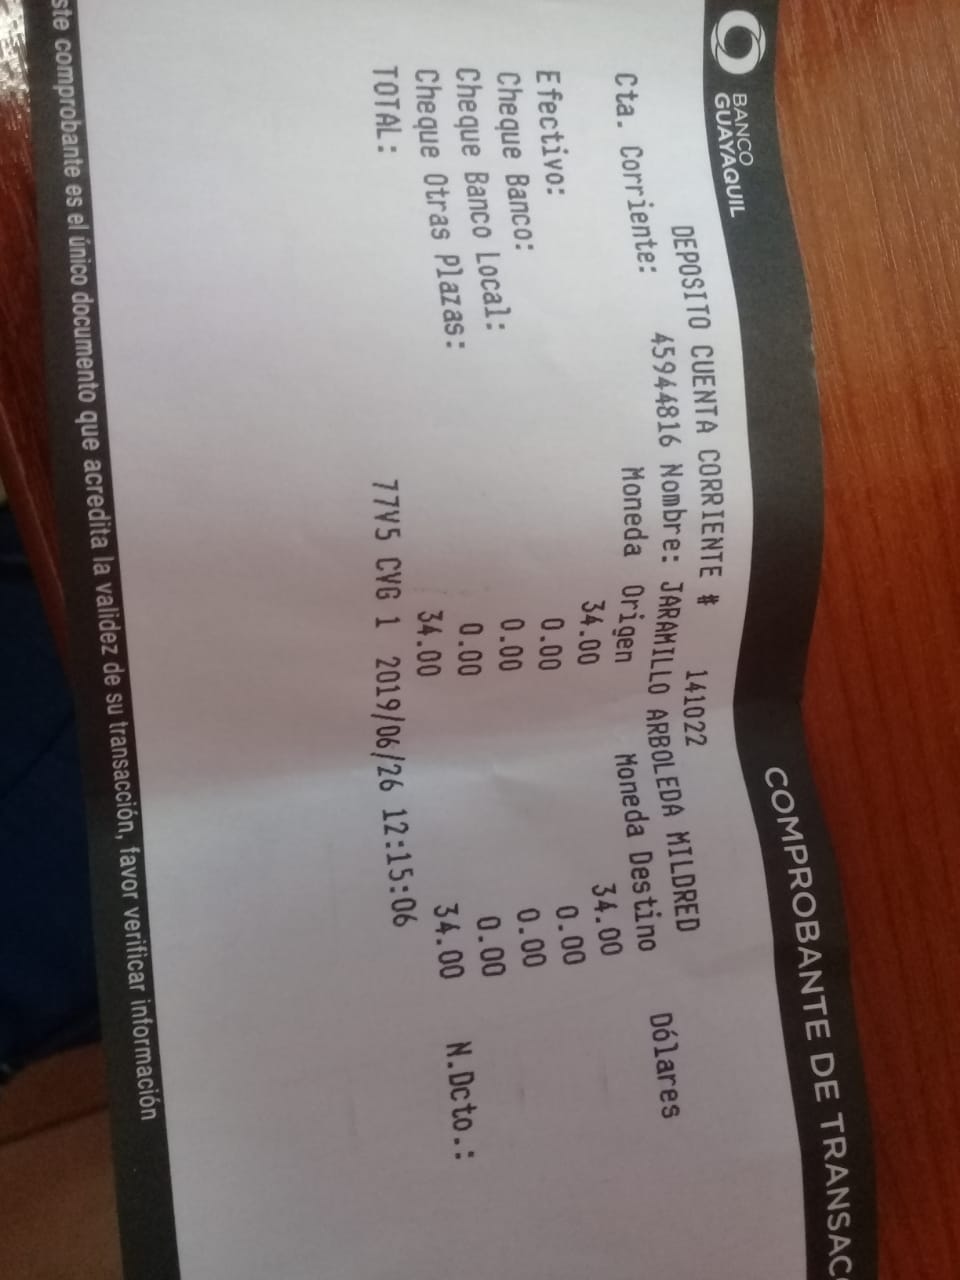 BANCO
GUAYAQUIL
COMPROBANTE DE TRANSAC
DEPOSITO CUENTA CORRIENTE # 141022
Cta. Corriente: 45944816 Nombre: JARAMILLO ARBOLEDA MILDRED
Moneda Origen Moneda Destino Dólares
Efectivo: 34.00 34.00
Cheque Banco: 0.00 0.00
Cheque Banco Local: 0.00 0.00
Cheque Otras Plazas: 0.00 0.00
TOTAL: 34.00 34.00 N.Dcto.:
77V5 CVG 1 2019/06/26 12:15:06
ste comprobante es el único documento que acredita la validez de su transacción, favor verificar información